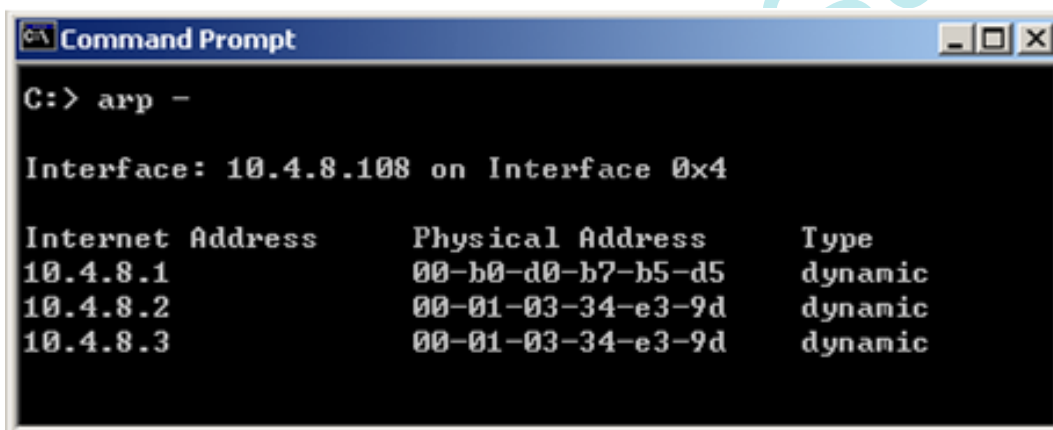 Command Prompt
C:> arp -
Interface: 10.4.8.108 on Interface 0x4
Internet Address Physical Address Type
10.4.8.1 00-b0-d0-b7-b5-d5 dynamic
10.4.8.2 00-01-03-34-e3-9d dynamic
10.4.8.3 00-01-03-34-e3-9d dynamic